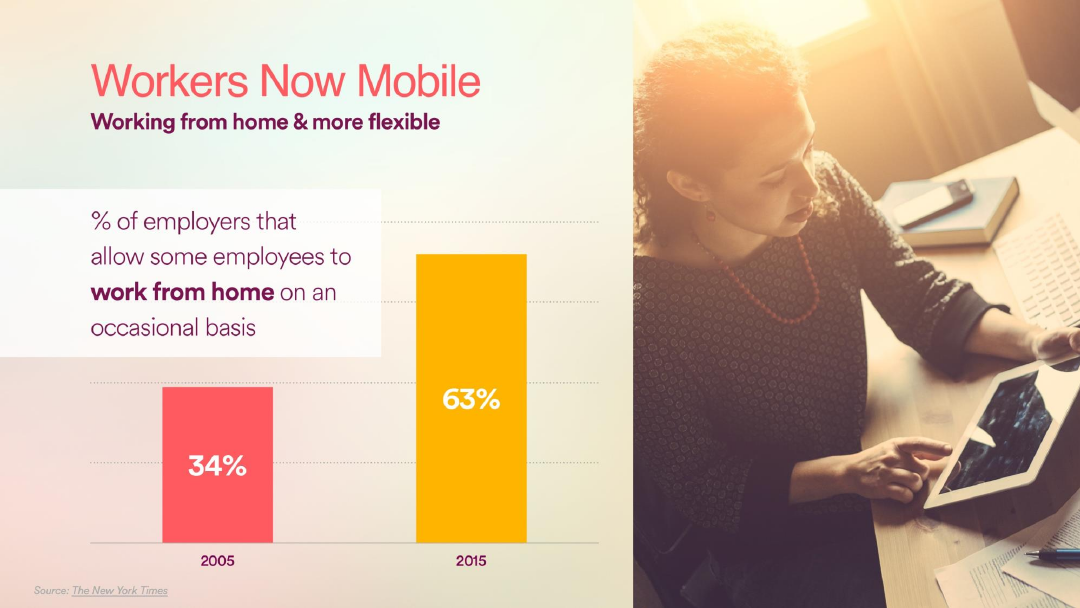 Workers Now Mobile
Working from home & more flexible
% of employers that
allow some employees to
work from home on an
occasional basis
63%
34%
2005
2015
Source: The New York Times